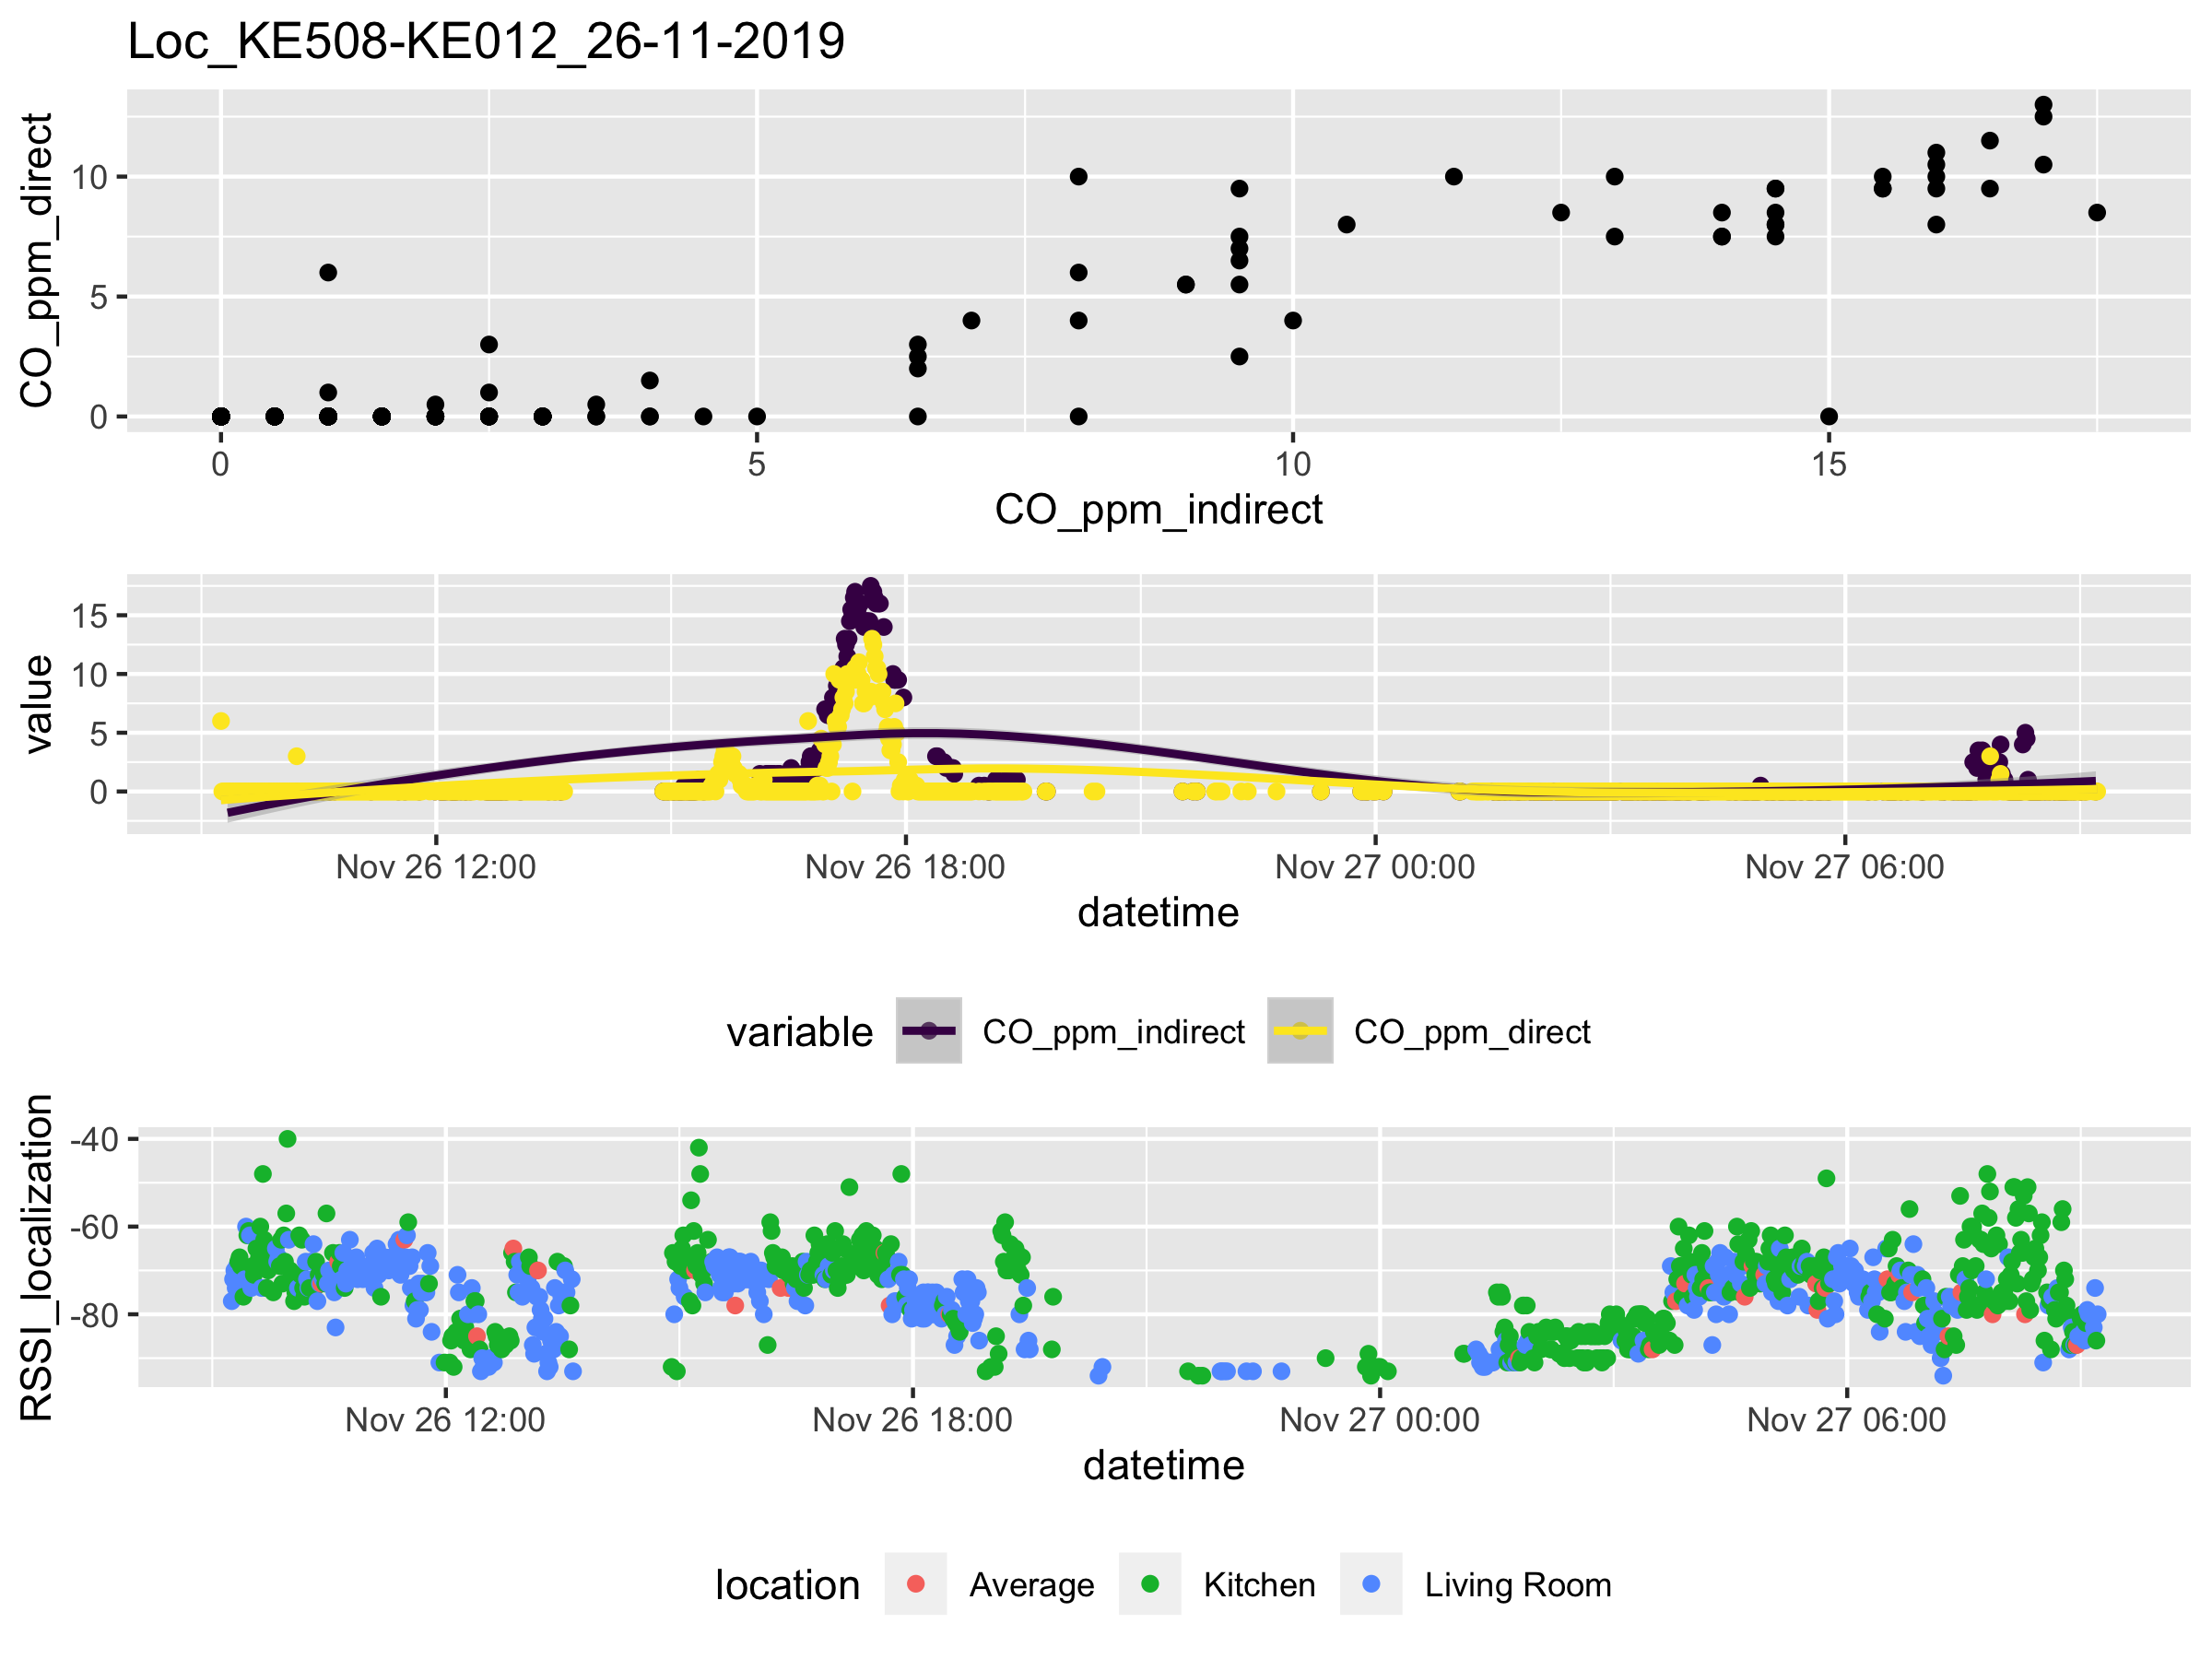 Loc_KE508-KE012_26-11-2019
CO_ppm_direct
10
5
0
0 5 10 15
CO_ppm_indirect
value
15
10
5
0
Nov 26 12:00 Nov 26 18:00 Nov 27 00:00 Nov 27 06:00
datetime
variable CO_ppm_indirect CO_ppm_direct
RSSI_localization
-40
-60
-80
Nov 26 12:00 Nov 26 18:00 Nov 27 00:00 Nov 27 06:00
datetime
location Average Kitchen Living Room